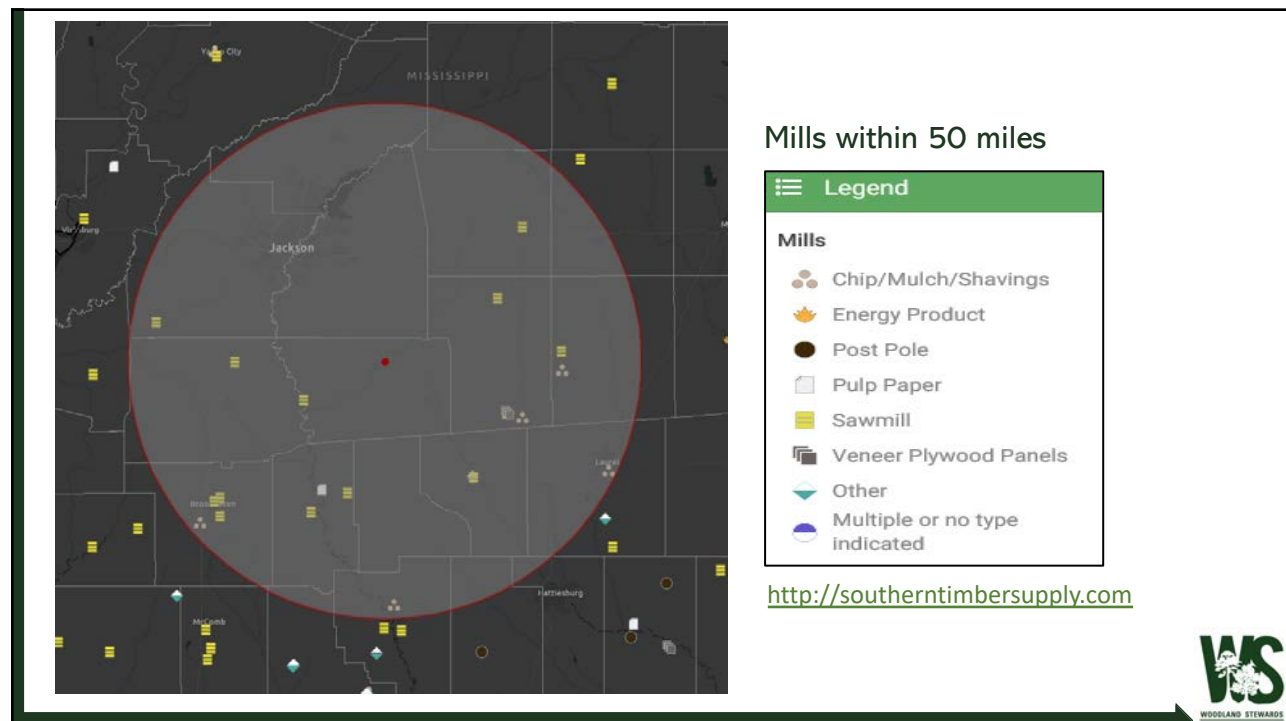 Yazoo City
MISSISSIPPI
Vicksburg
Jackson
Laurel
Brookhaven
Hattiesburg
McComb
Mills within 50 miles
Legend
Mills
Chip/Mulch/Shavings
Energy Product
Post Pole
Pulp Paper
Sawmill
Veneer Plywood Panels
Other
Multiple or no type
indicated
http://southerntimbersupply.com
WS
WOODLAND STEWARDS